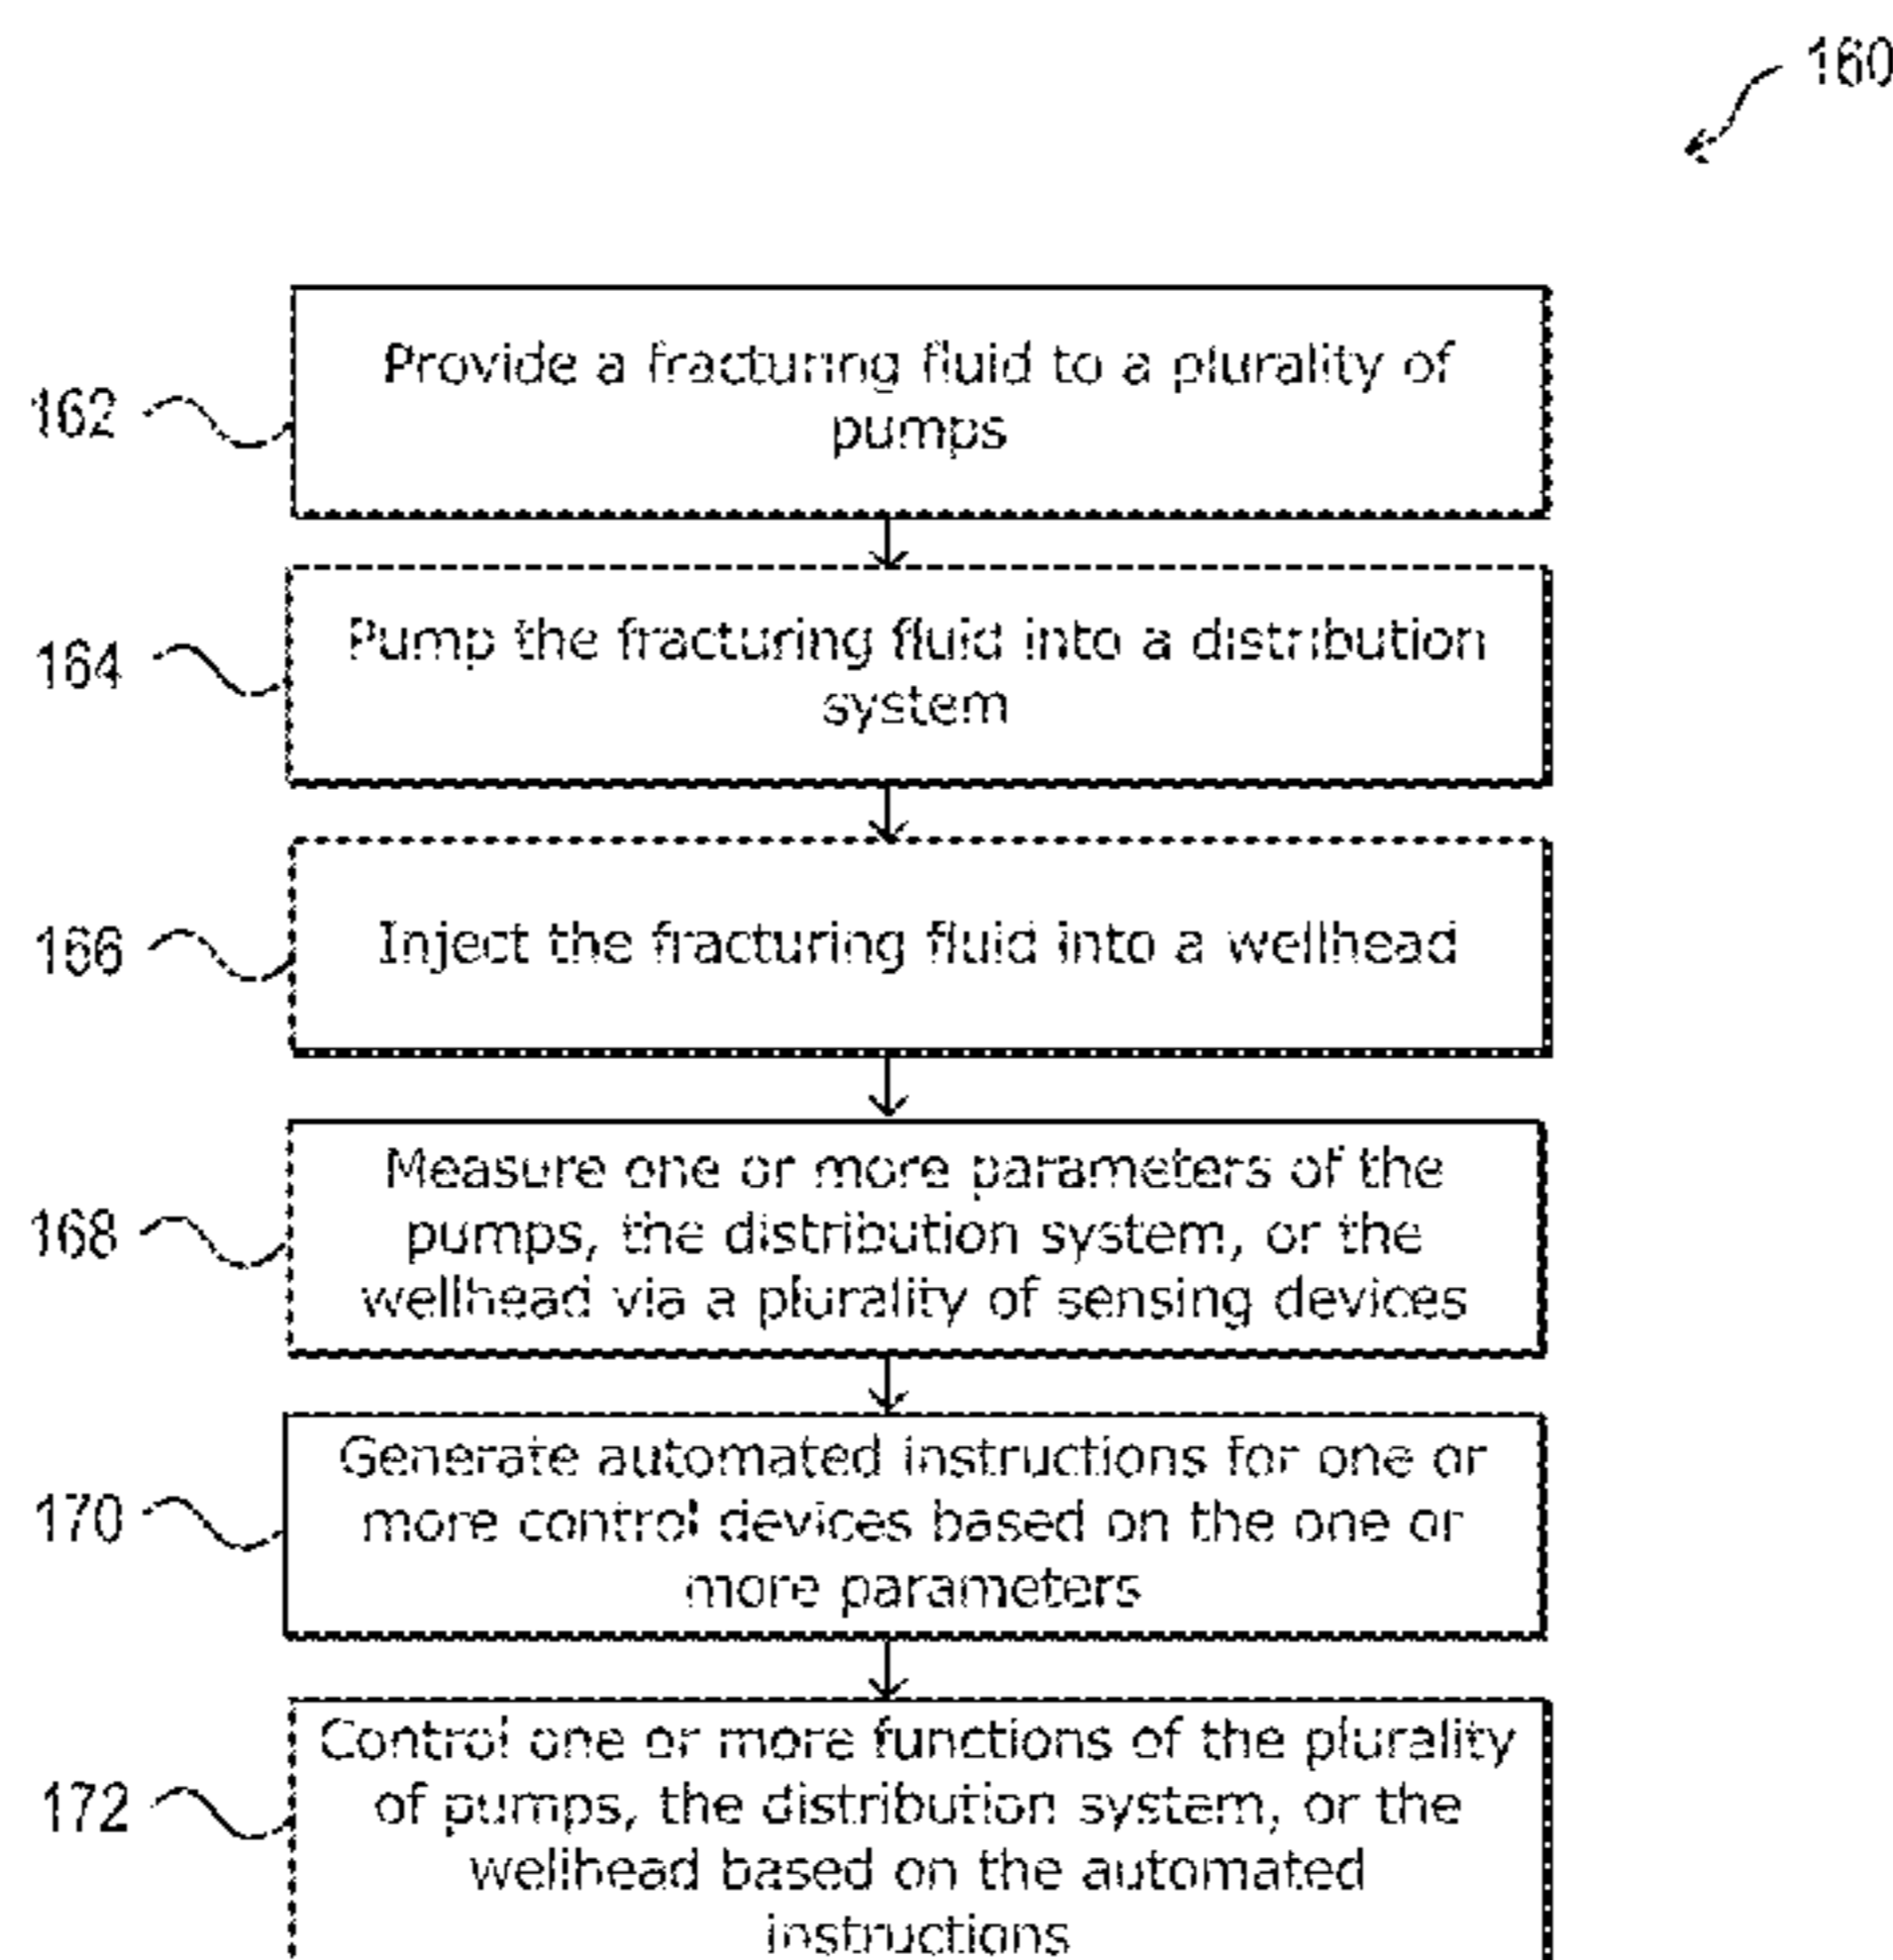 160
162
Provide a fracturing fluid to a plurality of
pumps
164
Pump the fracturing fluid into a distribution
system
166
Inject the fracturing fluid into a wellhead
168
Measure one or more parameters of the
pumps, the distribution system, or the
wellhead via a plurality of sensing devices
170
Generate automated instructions for one or
more control devices based on the one or
more parameters
172
Control one or more functions of the plurality
of pumps, the distribution system, or the
wellhead based on the automated
instructions